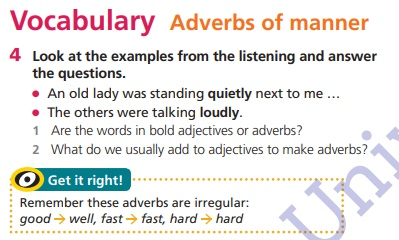 Vocabulary Adverbs of manner
4 Look at the examples from the listening and answer
the questions.
• An old lady was standing quietly next to me …
• The others were talking loudly.
1 Are the words in bold adjectives or adverbs?
2 What do we usually add to adjectives to make adverbs?
Get it right!
Remember these adverbs are irregular:
good → well, fast → fast, hard → hard